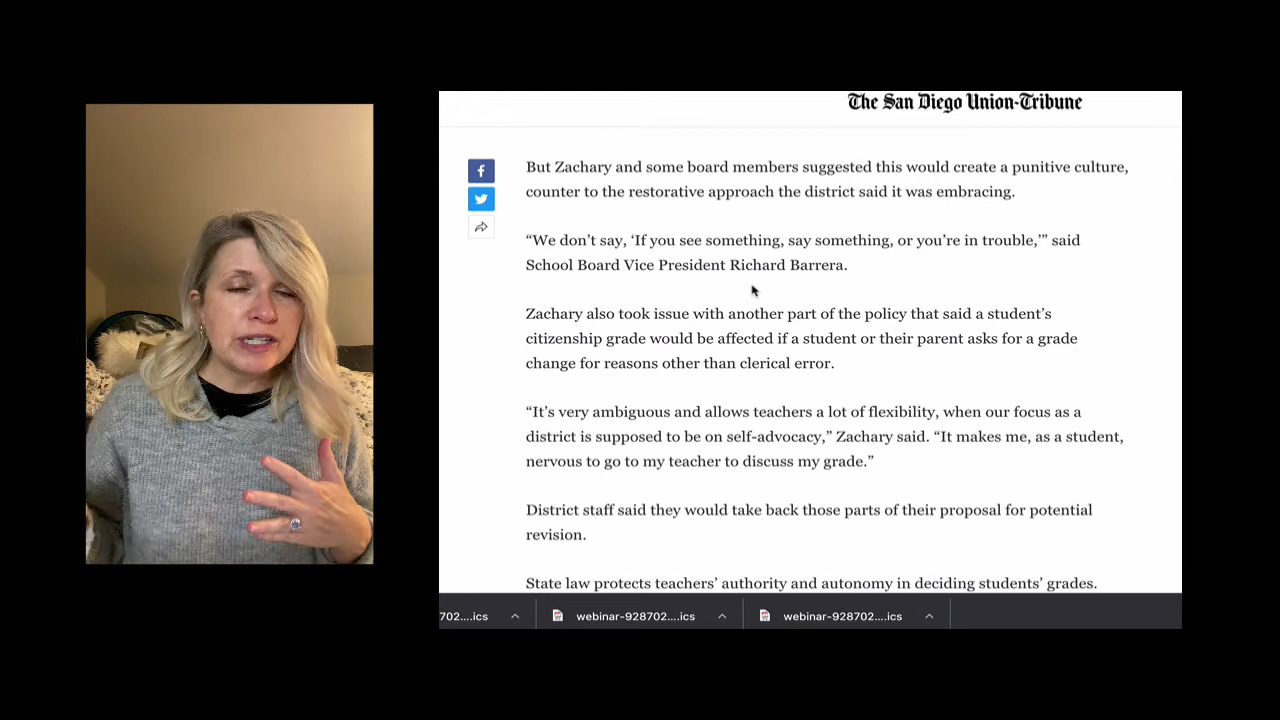 The San Diego Union-Tribune
But Zachary and some board members suggested this would create a punitive culture,
counter to the restorative approach the district said it was embracing.
“We don’t say, ‘If you see something, say something, or you’re in trouble,’” said
School Board Vice President Richard Barrera.
Zachary also took issue with another part of the policy that said a student’s
citizenship grade would be affected if a student or their parent asks for a grade
change for reasons other than clerical error.
“It’s very ambiguous and allows teachers a lot of flexibility, when our focus as a
district is supposed to be on self-advocacy,” Zachary said. “It makes me, as a student,
nervous to go to my teacher to discuss my grade.”
District staff said they would take back those parts of their proposal for potential
revision.
State law protects teachers’ authority and autonomy in deciding students’ grades.
702....ics
webinar-928702....ics
webinar-928702....ics